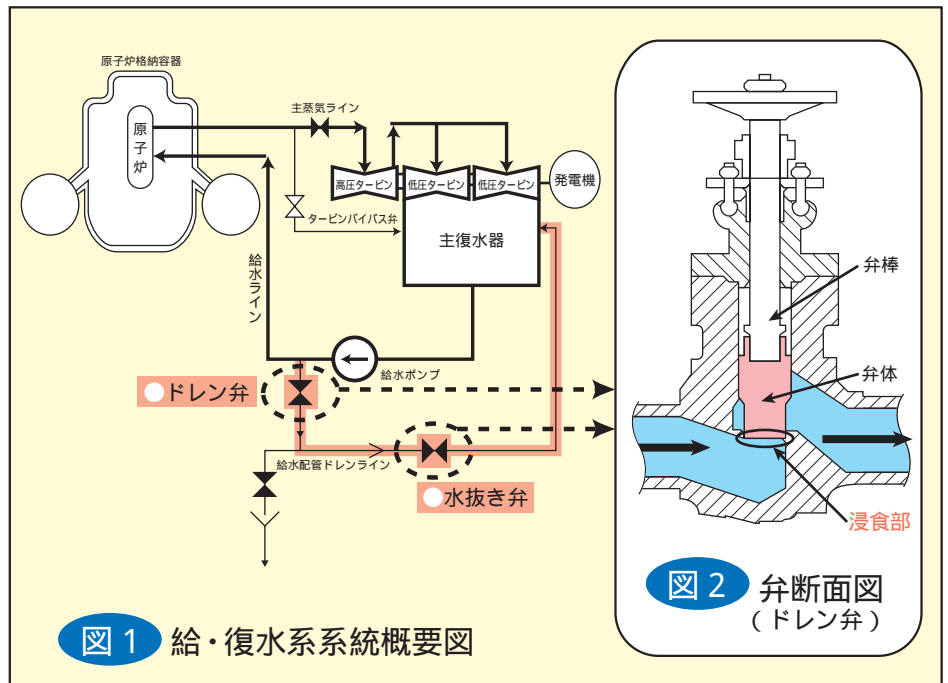 原子炉格納容器
原子炉
主蒸気ライン
高圧タービン
低圧タービン
低圧タービン
発電機
タービンバイパス弁
主復水器
給水ライン
給水ポンプ
ドレン弁
給水配管ドレンライン
水抜き弁
図1 給・復水系系統概要図
弁棒
弁体
浸食部
図2 弁断面図
(ドレン弁)